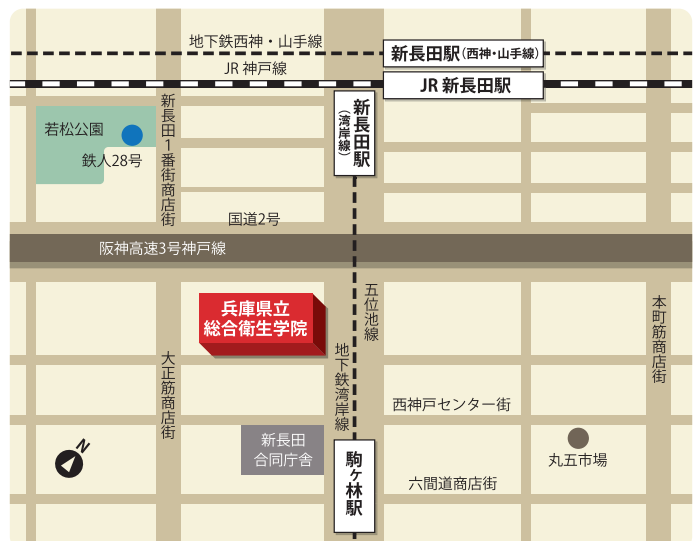 地下鉄西神・山手線
新長田駅(西神・山手線)
JR 神戸線
JR 新長田駅
新長田駅
(湾岸線)
若松公園
鉄人28号
新長田1番街商店街
国道2号
阪神高速3号神戸線
兵庫県立
総合衛生学院
五位池線
本町筋商店街
地下鉄湾岸線
大正筋商店街
西神戸センター街
新長田
合同庁舎
N
駒ヶ林駅
丸五市場
六間道商店街